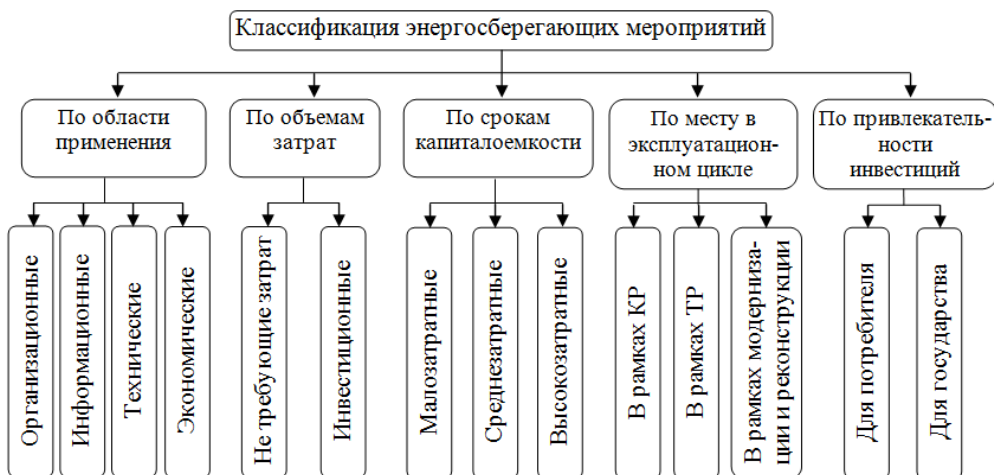 Классификация энергосберегающих мероприятий
По области
применения
По объемам
затрат
По срокам
капиталоемкости
По месту в
эксплуатацион-
ном цикле
По привлекатель-
ности
инвестиций
Организационные
Информационные
Технические
Экономические
Не требующие затрат
Инвестиционные
Малозатратные
Среднезатратные
Высокозатратные
В рамках КР
В рамках ТР
В рамках модерниза-
ции и реконструкции
Для потребителя
Для государства